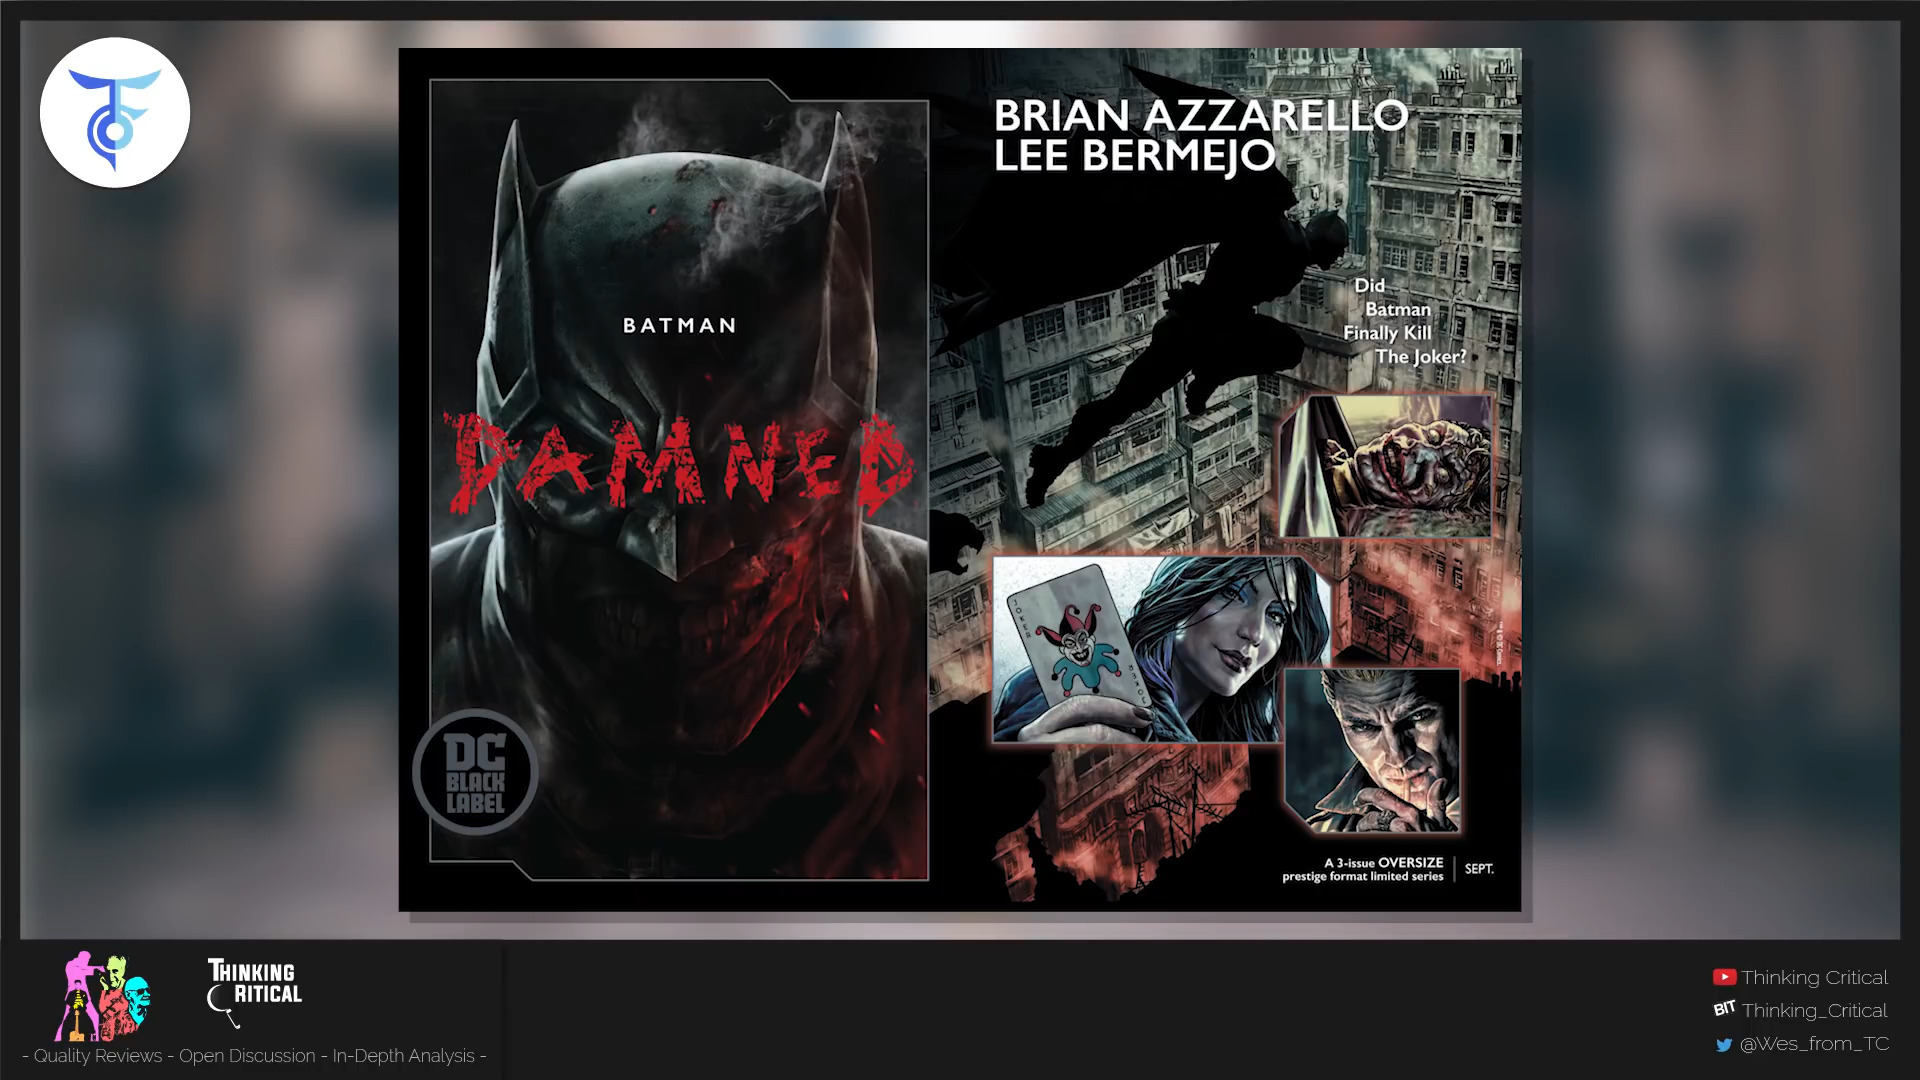 BRIAN AZZARELLO
LEE BERMEJO
Did
Batman
Finally Kill
The Joker?
BATMAN
DAMNED
JOKER
JOKER
DC
BLACK
LABEL
A 3-issue OVERSIZE
prestige format limited series
SEPT.
THINKING
CRITICAL
- Quality Reviews - Open Discussion - In-Depth Analysis -
Thinking Critical
BIT Thinking_Critical
@Wes_from_TC